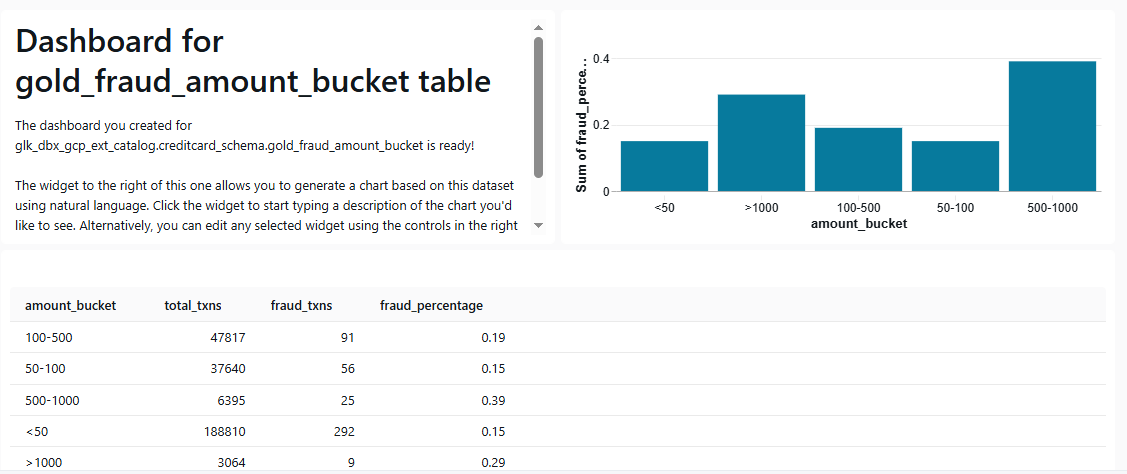 Dashboard for
gold_fraud_amount_bucket table
The dashboard you created for
glk_dbx_gcp_ext_catalog.creditcard_schema.gold_fraud_amount_bucket is ready!
The widget to the right of this one allows you to generate a chart based on this dataset
using natural language. Click the widget to start typing a description of the chart you'd
like to see. Alternatively, you can edit any selected widget using the controls in the right
Sum of fraud_perce...
0.4
0.2
0
<50 >1000 100-500 50-100 500-1000
amount_bucket
amount_bucket total_txns fraud_txns fraud_percentage
100-500 47817 91 0.19
50-100 37640 56 0.15
500-1000 6395 25 0.39
<50 188810 292 0.15
>1000 3064 9 0.29